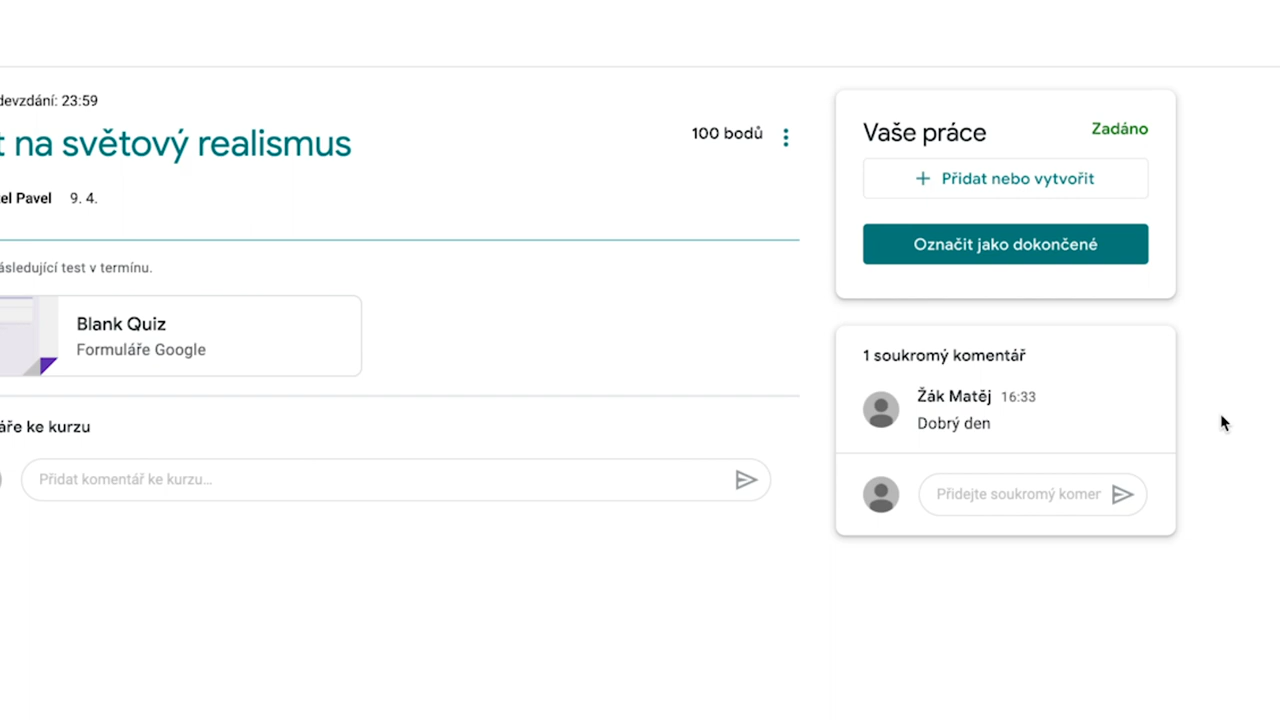 devzdání: 23:59
t na světový realismus
100 bodů
el Pavel 9. 4.
ásledující test v termínu.
Blank Quiz
Formuláře Google
áře ke kurzu
Přidat komentář ke kurzu…
Vaše práce
Zadáno
+ Přidat nebo vytvořit
Označit jako dokončené
1 soukromý komentář
Žák Matěj 16:33
Dobrý den
Přidejte soukromý komer